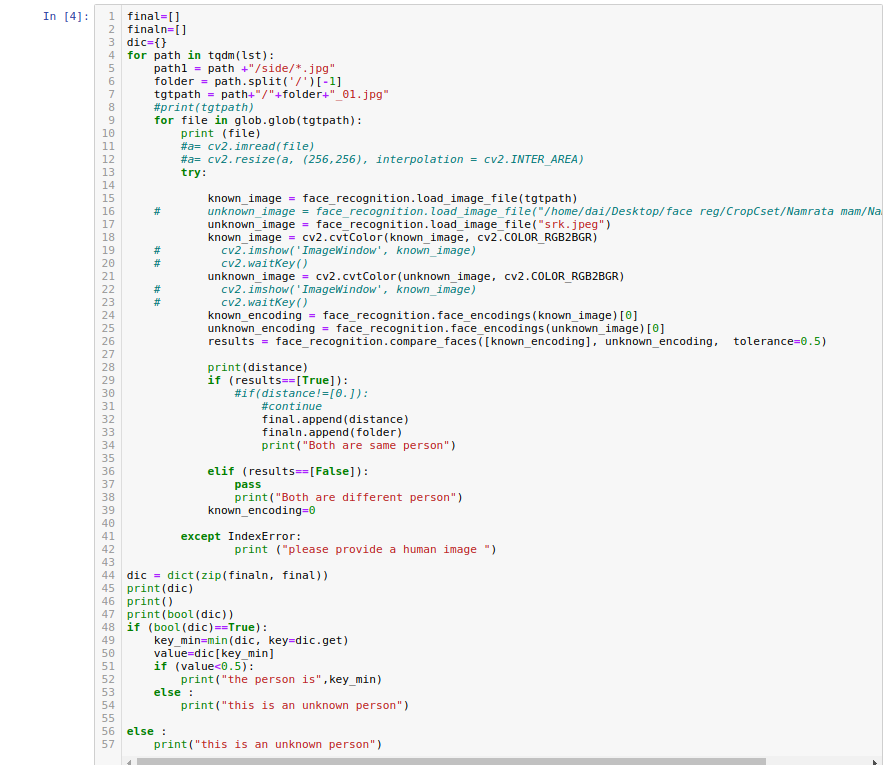 In [4]:
1 final=[]
2 finaln=[]
3 dic={}
4 for path in tqdm(lst):
5     path1 = path +"/side/*.jpg"
6     folder = path.split('/')[-1]
7     tgtpath = path+"/"+folder+"_01.jpg"
8     #print(tgtpath)
9     for file in glob.glob(tgtpath):
10         print (file)
11         #a= cv2.imread(file)
12         #a= cv2.resize(a, (256,256), interpolation = cv2.INTER_AREA)
13         try:
14
15             known_image = face_recognition.load_image_file(tgtpath)
16     #       unknown_image = face_recognition.load_image_file("/home/dai/Desktop/face reg/CropCset/Namrata mam/Na
17             unknown_image = face_recognition.load_image_file("srk.jpeg")
18             known_image = cv2.cvtColor(known_image, cv2.COLOR_RGB2BGR)
19     #         cv2.imshow('ImageWindow', known_image)
20     #         cv2.waitKey()
21             unknown_image = cv2.cvtColor(unknown_image, cv2.COLOR_RGB2BGR)
22     #         cv2.imshow('ImageWindow', known_image)
23     #         cv2.waitKey()
24             known_encoding = face_recognition.face_encodings(known_image)[0]
25             unknown_encoding = face_recognition.face_encodings(unknown_image)[0]
26             results = face_recognition.compare_faces([known_encoding], unknown_encoding,  tolerance=0.5)
27
28             print(distance)
29             if (results==[True]):
30                 #if(distance!=[0.]):
31                     #continue
32                     final.append(distance)
33                     finaln.append(folder)
34                     print("Both are same person")
35
36             elif (results==[False]):
37                 pass
38                 print("Both are different person")
39             known_encoding=0
40
41         except IndexError:
42                 print ("please provide a human image ")
43
44 dic = dict(zip(finaln, final))
45 print(dic)
46 print()
47 print(bool(dic))
48 if (bool(dic)==True):
49     key_min=min(dic, key=dic.get)
50     value=dic[key_min]
51     if (value<0.5):
52         print("the person is",key_min)
53     else :
54         print("this is an unknown person")
55
56 else :
57     print("this is an unknown person")